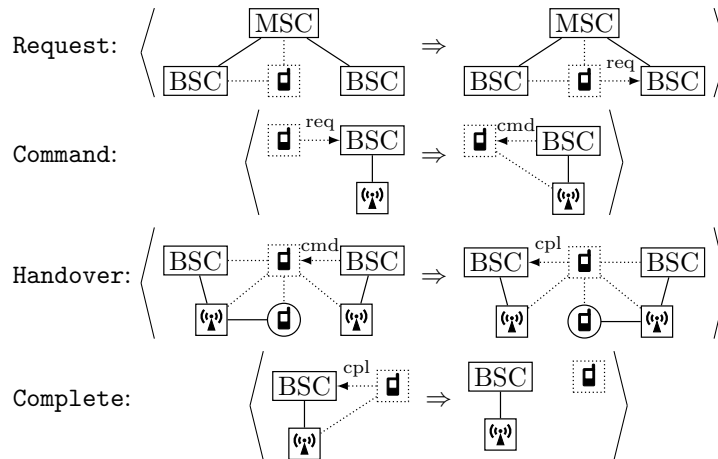 MSC MSC
Request: ⇒ req
BSC BSC BSC BSC
req cmd
Command: BSC ⇒ BSC
cmd cpl
Handover: BSC BSC ⇒ BSC BSC
cpl
Complete: BSC ⇒ BSC